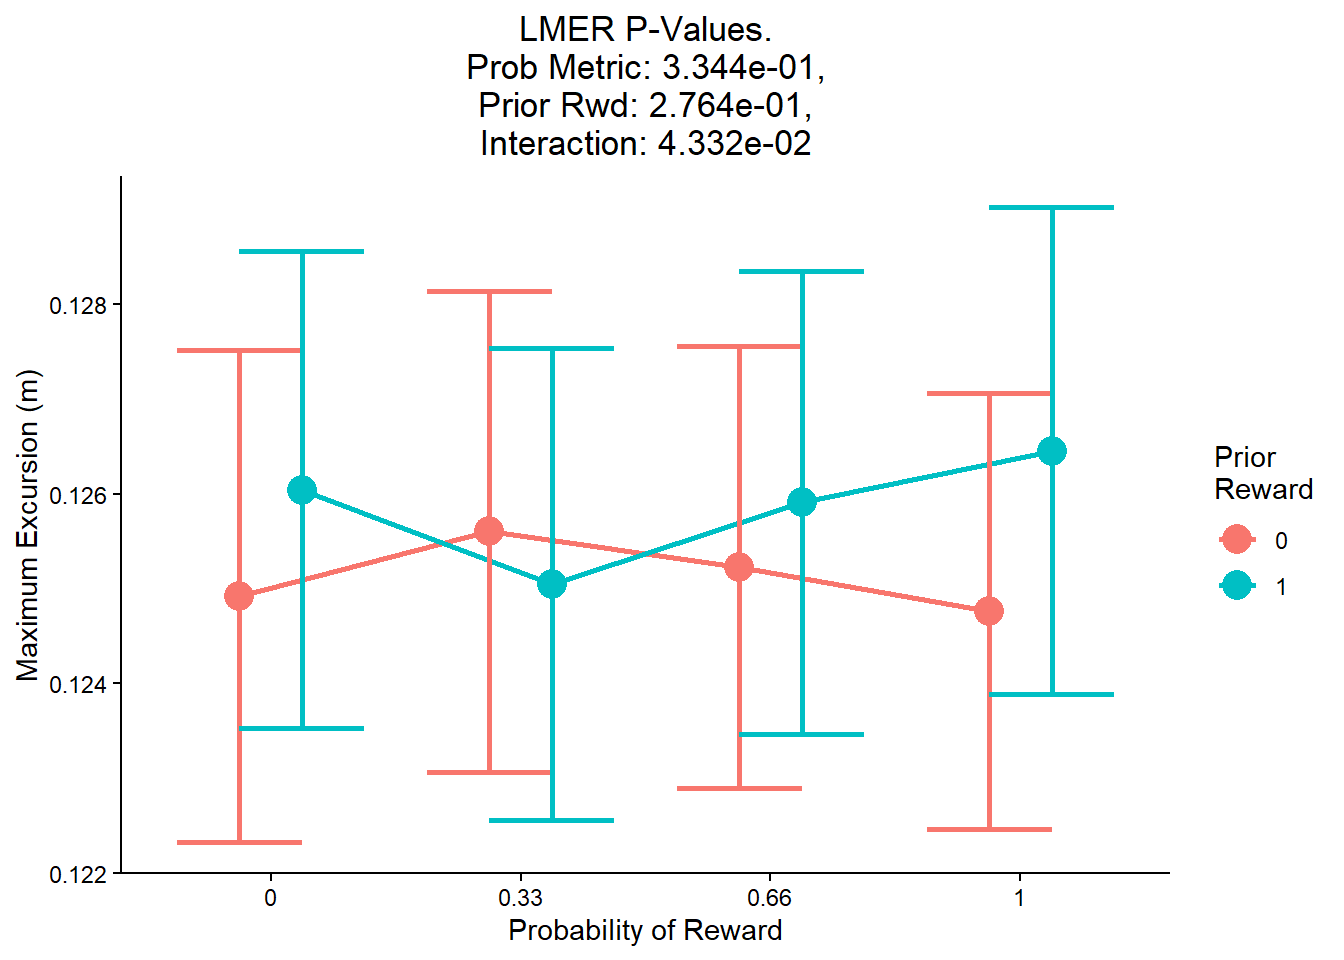 LMER P-Values.
Prob Metric: 3.344e-01,
Prior Rwd: 2.764e-01,
Interaction: 4.332e-02
Maximum Excursion (m)
0.128
0.126
0.124
0.122
0
0.33
0.66
1
Probability of Reward
Prior
Reward
0
1